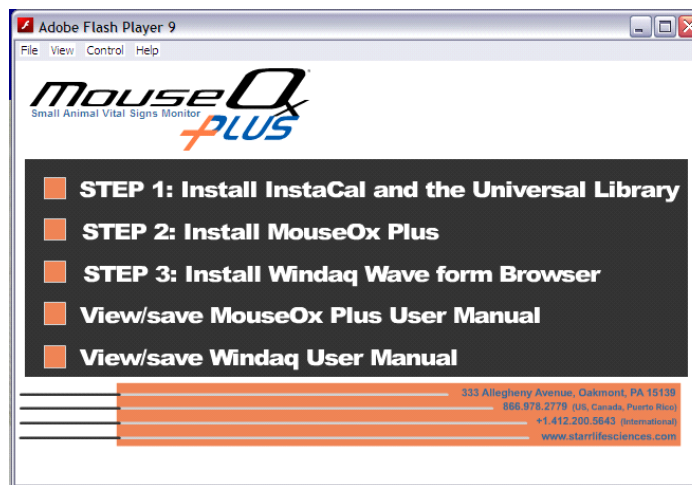 Adobe Flash Player 9
File View Control Help
MouseOx
Small Animal Vital Signs Monitor
PLUS
STEP 1: Install InstaCal and the Universal Library
STEP 2: Install MouseOx Plus
STEP 3: Install Windaq Wave form Browser
View/save MouseOx Plus User Manual
View/save Windaq User Manual
333 Allegheny Avenue, Oakmont, PA 15139
866.978.2779 (US, Canada, Puerto Rico)
+1.412.200.5643 (International)
www.starrlifesciences.com